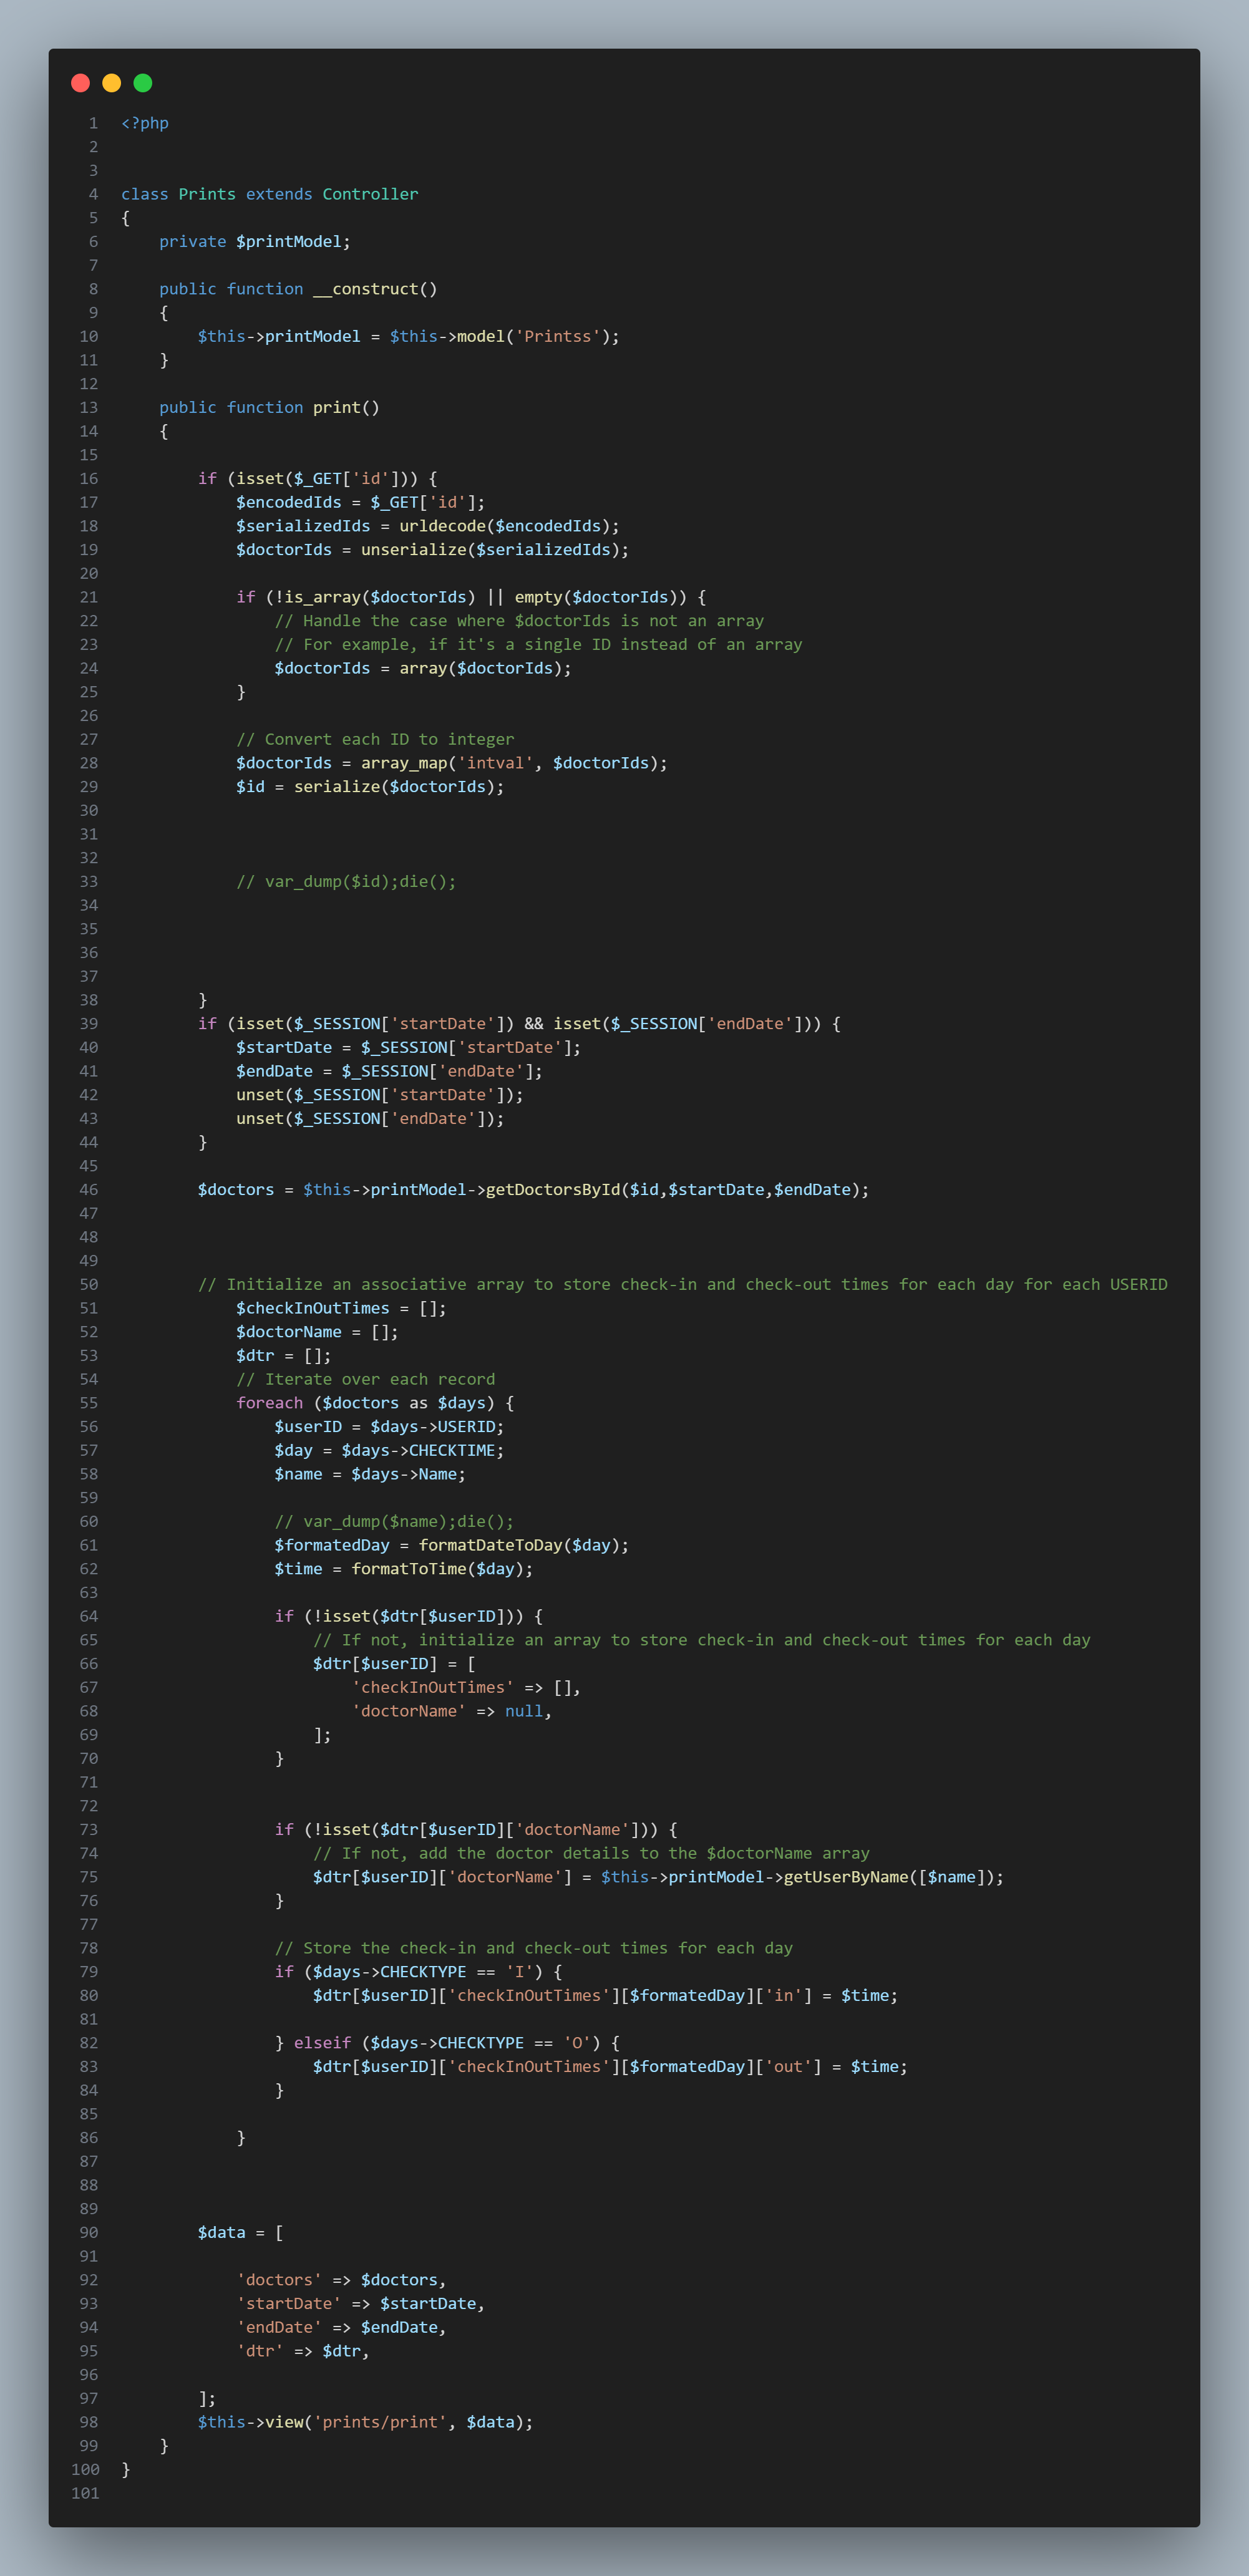 1 <?php
2
3
4 class Prints extends Controller
5 {
6     private $printModel;
7
8     public function __construct()
9     {
10         $this->printModel = $this->model('Printss');
11     }
12
13     public function print()
14     {
15
16         if (isset($_GET['id'])) {
17             $encodedIds = $_GET['id'];
18             $serializedIds = urldecode($encodedIds);
19             $doctorIds = unserialize($serializedIds);
20
21             if (!is_array($doctorIds) || empty($doctorIds)) {
22                 // Handle the case where $doctorIds is not an array
23                 // For example, if it's a single ID instead of an array
24                 $doctorIds = array($doctorIds);
25             }
26
27             // Convert each ID to integer
28             $doctorIds = array_map('intval', $doctorIds);
29             $id = serialize($doctorIds);
30
31
32
33             // var_dump($id);die();
34
35
36
37
38         }
39         if (isset($_SESSION['startDate']) && isset($_SESSION['endDate'])) {
40             $startDate = $_SESSION['startDate'];
41             $endDate = $_SESSION['endDate'];
42             unset($_SESSION['startDate']);
43             unset($_SESSION['endDate']);
44         }
45
46         $doctors = $this->printModel->getDoctorsById($id,$startDate,$endDate);
47
48
49
50         // Initialize an associative array to store check-in and check-out times for each day for each USERID
51             $checkInOutTimes = [];
52             $doctorName = [];
53             $dtr = [];
54             // Iterate over each record
55             foreach ($doctors as $days) {
56                 $userID = $days->USERID;
57                 $day = $days->CHECKTIME;
58                 $name = $days->Name;
59
60                 // var_dump($name);die();
61                 $formatedDay = formatDateToDay($day);
62                 $time = formatToTime($day);
63
64                 if (!isset($dtr[$userID])) {
65                     // If not, initialize an array to store check-in and check-out times for each day
66                     $dtr[$userID] = [
67                         'checkInOutTimes' => [],
68                         'doctorName' => null,
69                     ];
70                 }
71
72
73                 if (!isset($dtr[$userID]['doctorName'])) {
74                     // If not, add the doctor details to the $doctorName array
75                     $dtr[$userID]['doctorName'] = $this->printModel->getUserByName([$name]);
76                 }
77
78                 // Store the check-in and check-out times for each day
79                 if ($days->CHECKTYPE == 'I') {
80                     $dtr[$userID]['checkInOutTimes'][$formatedDay]['in'] = $time;
81
82                 } elseif ($days->CHECKTYPE == 'O') {
83                     $dtr[$userID]['checkInOutTimes'][$formatedDay]['out'] = $time;
84                 }
85
86             }
87
88
89
90         $data = [
91
92             'doctors' => $doctors,
93             'startDate' => $startDate,
94             'endDate' => $endDate,
95             'dtr' => $dtr,
96
97         ];
98         $this->view('prints/print', $data);
99     }
100 }
101